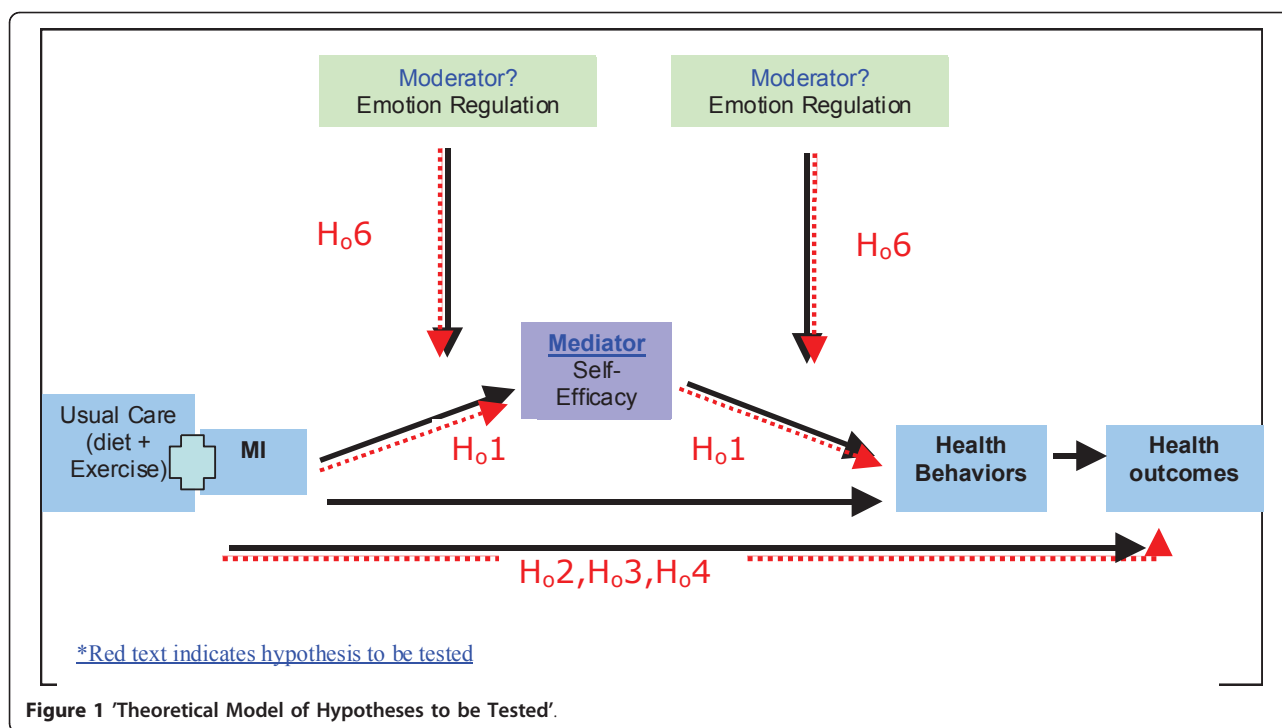 Moderator?
Emotion Regulation
Moderator?
Emotion Regulation
Hₒ6
Hₒ6
Mediator
Self-
Efficacy
Usual Care
(diet +
Exercise)
MI
Hₒ1
Hₒ1
Health
Behaviors
Health
outcomes
Hₒ2,Hₒ3,Hₒ4
*Red text indicates hypothesis to be tested
Figure 1 'Theoretical Model of Hypotheses to be Tested'.